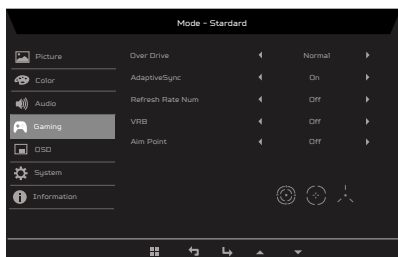 Mode - Stardard
Picture
Over Drive Normal
Color
AdaptiveSync On
Audio
Refresh Rate Num Off
Gaming
VRB Off
OSD
Aim Point Off
System
Information